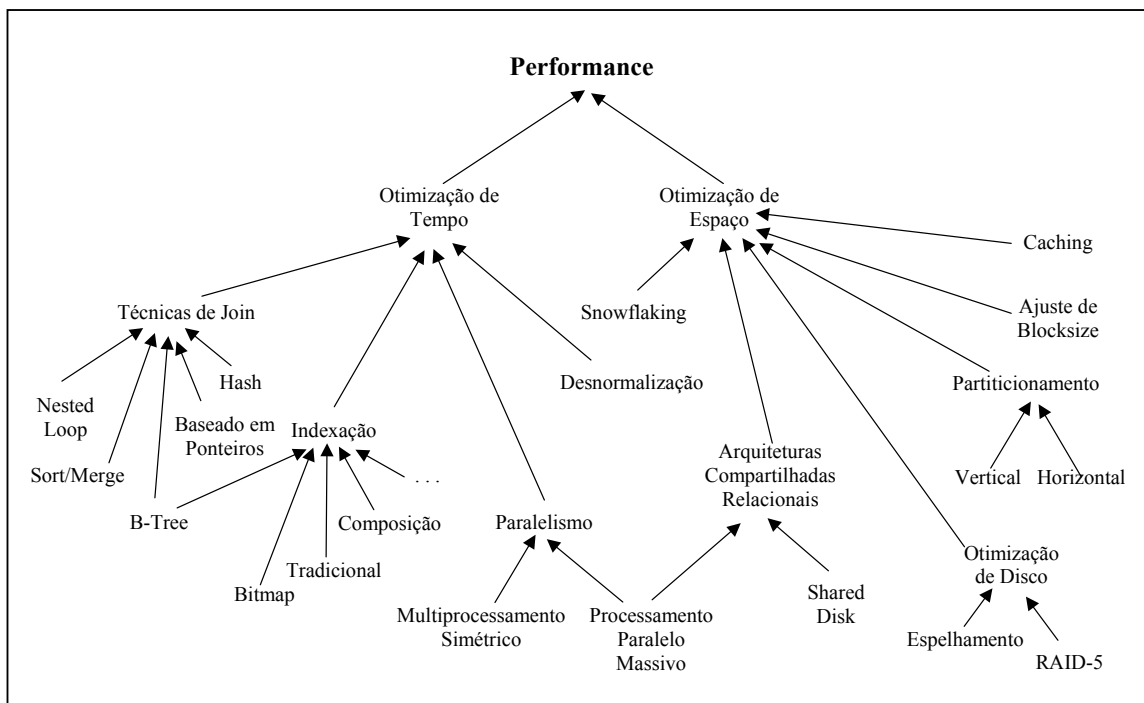 Performance
Otimização de
Tempo
Otimização de
Espaço
Caching
Snowflaking
Ajuste de
Blocksize
Técnicas de Join
Hash
Desnormalização
Partiticionamento
Nested
Loop
Baseado em
Ponteiros
Indexação
Arquiteturas
Compartilhadas
Relacionais
Sort/Merge
. . .
Vertical
Horizontal
B-Tree
Composição
Paralelismo
Tradicional
Bitmap
Otimização
de Disco
Multiprocessamento
Simétrico
Processamento
Paralelo
Massivo
Shared
Disk
Espelhamento
RAID-5